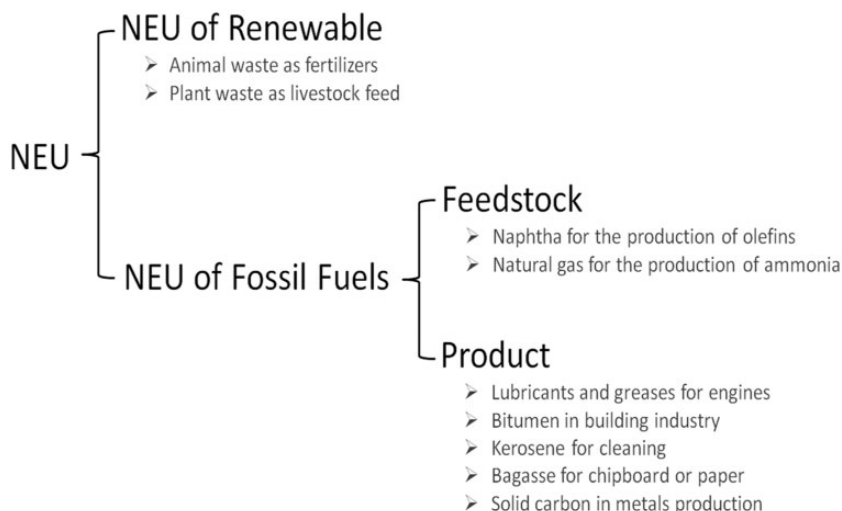 NEU of Renewable
Animal waste as fertilizers
Plant waste as livestock feed
NEU
NEU of Fossil Fuels
Feedstock
Naphtha for the production of olefins
Natural gas for the production of ammonia
Product
Lubricants and greases for engines
Bitumen in building industry
Kerosene for cleaning
Bagasse for chipboard or paper
Solid carbon in metals production